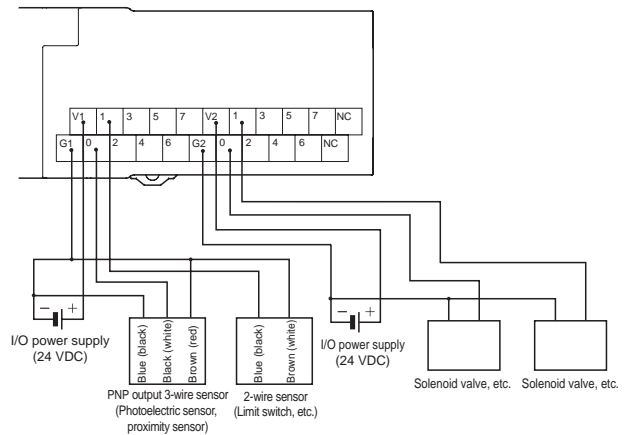 V1 1 3 5 7 V2 1 3 5 7 NC
G1 0 2 4 6 G2 0 2 4 6 NC
− +
I/O power supply
(24 VDC)
Blue (black)
Black (white)
Brown (red)
PNP output 3-wire sensor
(Photoelectric sensor,
proximity sensor)
Blue (black)
Brown (white)
2-wire sensor
(Limit switch, etc.)
− +
I/O power supply
(24 VDC)
Solenoid valve, etc.
Solenoid valve, etc.